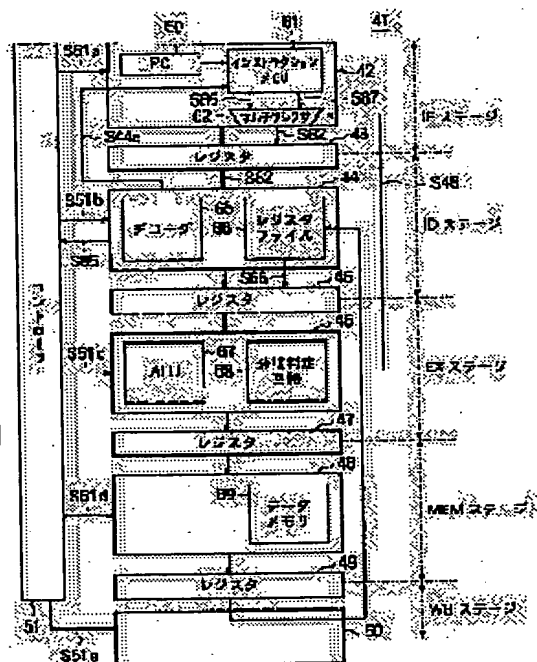 60
61
41
S61a
PC
インストラクション
メモリ
42
S65
62
マルチプレクサ
S67
S44a
S62
43
IFステージ
レジスタ
S62
44
S48
S51b
デコーダ
65
66
レジスタ
ファイル
IDステージ
S65
S66
45
レジスタ
46
コントローラ
S51c
ALU
67
68
分岐判定
回路
EXステージ
47
レジスタ
48
S61d
69
データ
メモリ
MEMステージ
49
レジスタ
WBステージ
51
50